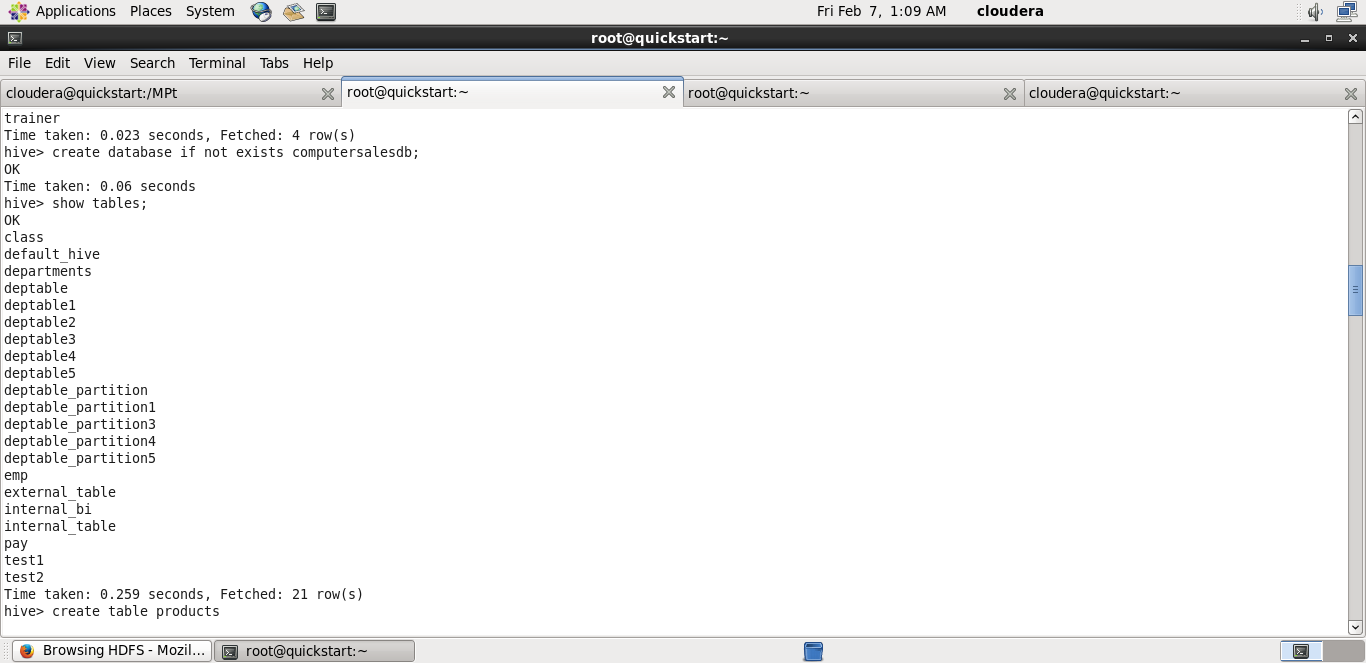 Applications Places System Fri Feb 7, 1:09 AM cloudera
root@quickstart:~
File Edit View Search Terminal Tabs Help
cloudera@quickstart:/MPt root@quickstart:~ root@quickstart:~ cloudera@quickstart:~
trainer
Time taken: 0.023 seconds, Fetched: 4 row(s)
hive> create database if not exists computersalesdb;
OK
Time taken: 0.06 seconds
hive> show tables;
OK
class
default_hive
departments
deptable
deptable1
deptable2
deptable3
deptable4
deptable5
deptable_partition
deptable_partition1
deptable_partition3
deptable_partition4
deptable_partition5
emp
external_table
internal_bi
internal_table
pay
test1
test2
Time taken: 0.259 seconds, Fetched: 21 row(s)
hive> create table products
Browsing HDFS - Mozil... root@quickstart:~